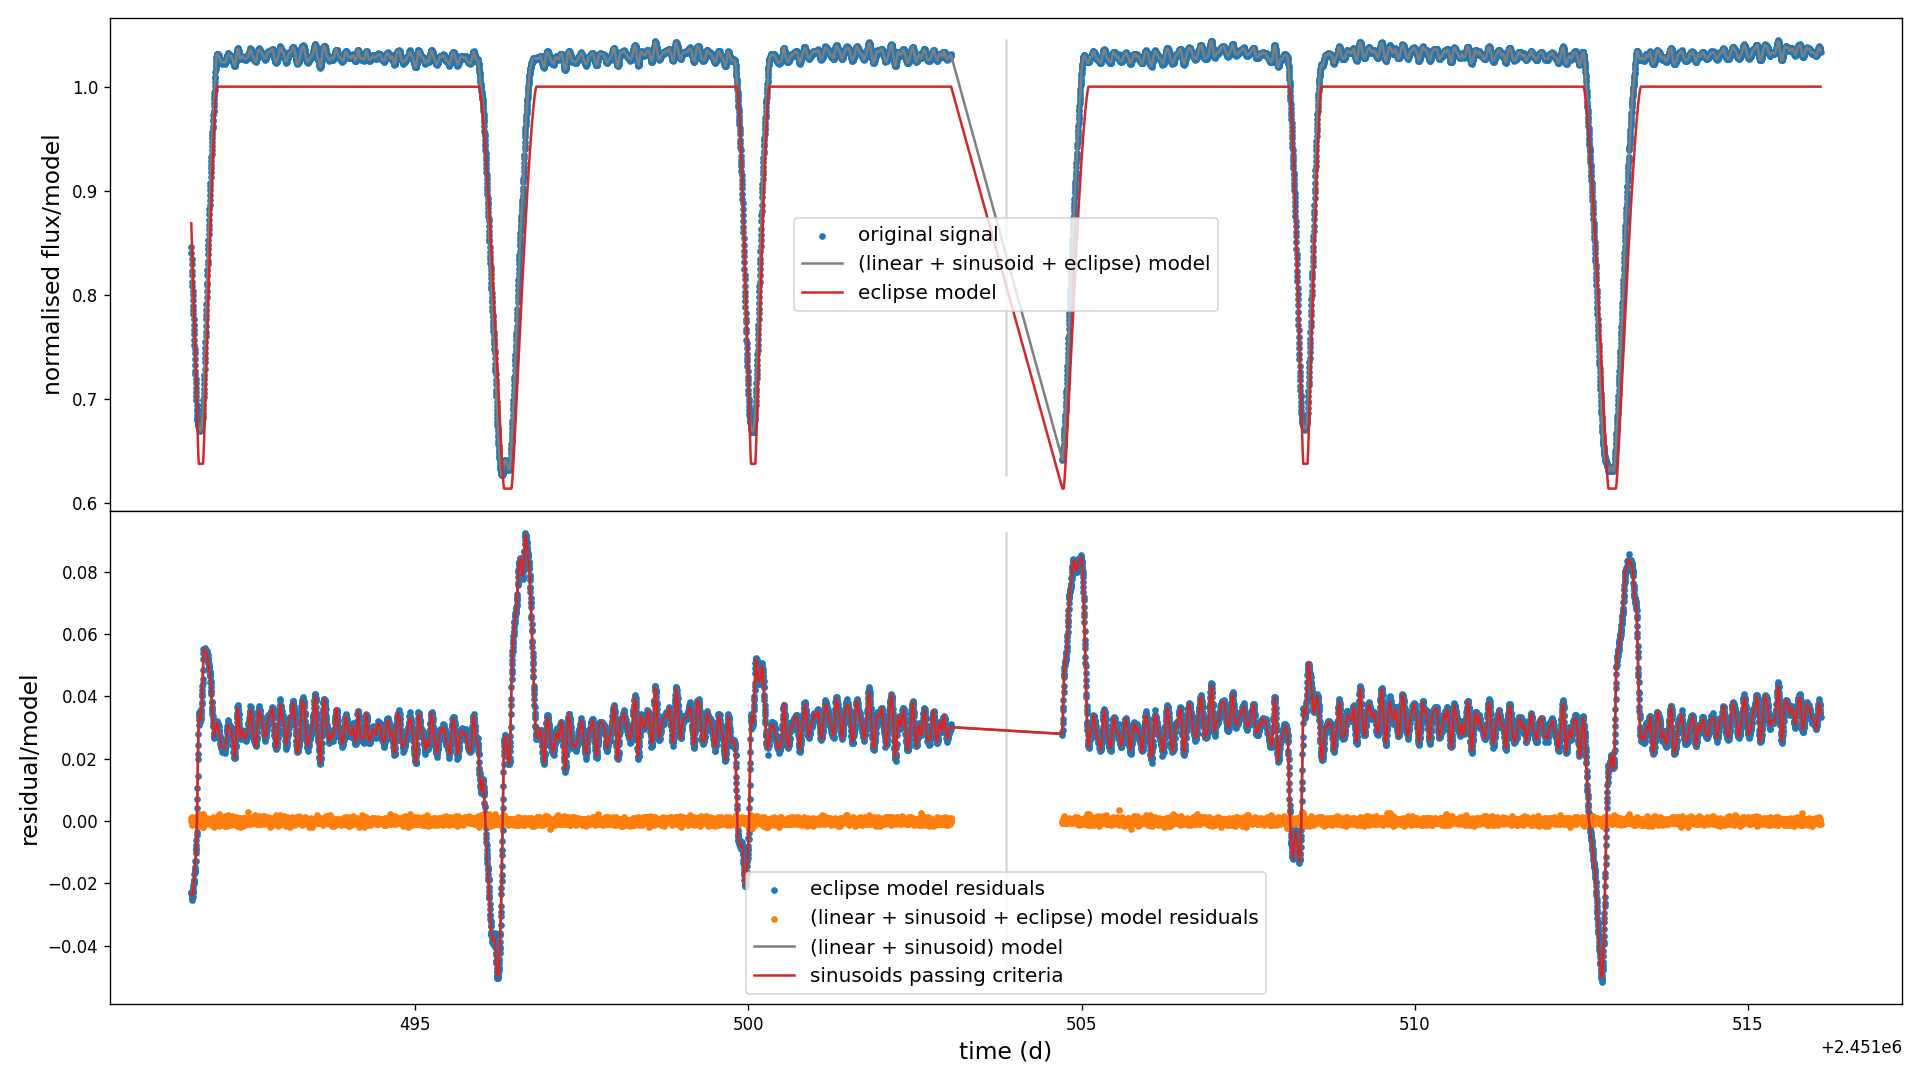 normalised flux/model
1.0
0.9
0.8
0.7
0.6
original signal
(linear + sinusoid + eclipse) model
eclipse model
residual/model
0.08
0.06
0.04
0.02
0.00
−0.02
−0.04
eclipse model residuals
(linear + sinusoid + eclipse) model residuals
(linear + sinusoid) model
sinusoids passing criteria
495
500
505
510
515
time (d)
+2.451e6